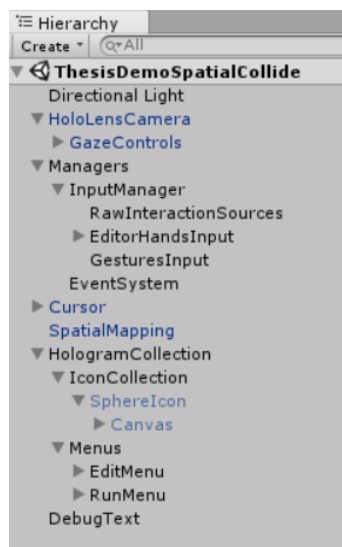 Hierarchy
Create All
ThesisDemoSpatialCollide
Directional Light
HoloLensCamera
GazeControls
Managers
InputManager
RawInteractionSources
EditorHandsInput
GesturesInput
EventSystem
Cursor
SpatialMapping
HologramCollection
IconCollection
SphereIcon
Canvas
Menus
EditMenu
RunMenu
DebugText